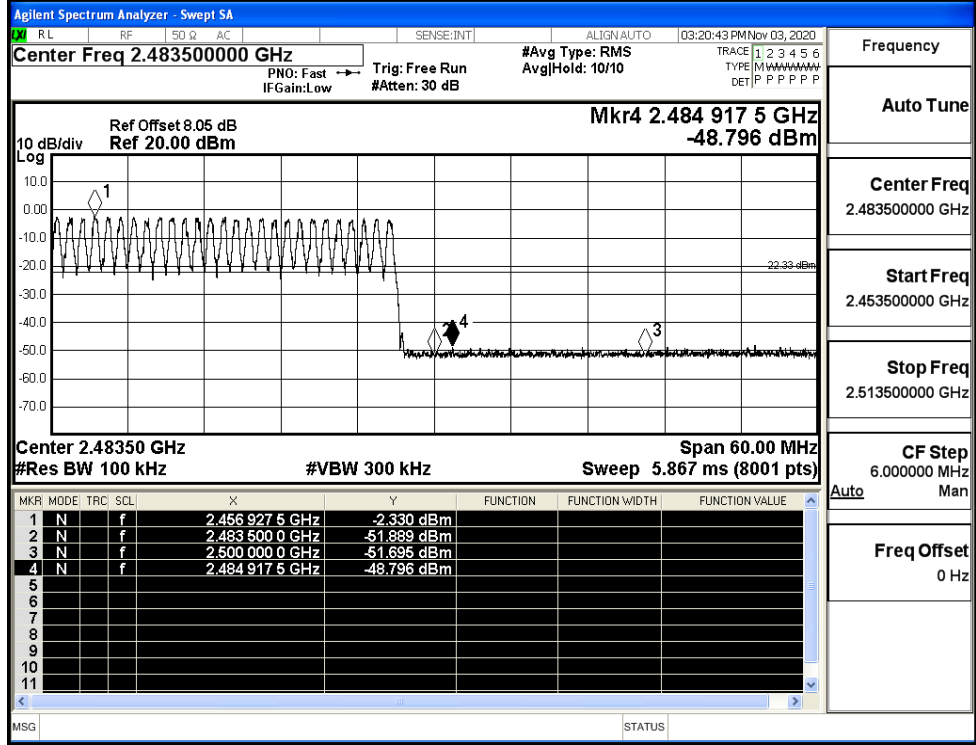 Agilent Spectrum Analyzer - Swept SA
LXI RL RF 50 Ω AC SENSE:INT ALIGN AUTO 03:20:43 PM Nov 03, 2020
Center Freq 2.483500000 GHz
PNO: Fast
IFGain:Low
Trig: Free Run
#Atten: 30 dB
#Avg Type: RMS
Avg|Hold: 10/10
TRACE 1 2 3 4 5 6
TYPE M
DET P P P P P P
Mkr4 2.484 917 5 GHz
-48.796 dBm
Ref Offset 8.05 dB
10 dB/div Ref 20.00 dBm
Log
10.0
0.00
-10.0
-20.0
-30.0
-40.0
-50.0
-60.0
-70.0
1
2
4
3
22.33 dBm
Center 2.48350 GHz Span 60.00 MHz
#Res BW 100 kHz #VBW 300 kHz Sweep 5.867 ms (8001 pts)
MKR MODE TRC SCL X Y FUNCTION FUNCTION WIDTH FUNCTION VALUE
1 N f 2.456 927 5 GHz -2.330 dBm
2 N f 2.483 500 0 GHz -51.889 dBm
3 N f 2.500 000 0 GHz -51.695 dBm
4 N f 2.484 917 5 GHz -48.796 dBm
5
6
7
8
9
10
11
MSG STATUS
Frequency
Auto Tune
Center Freq
2.483500000 GHz
Start Freq
2.453500000 GHz
Stop Freq
2.513500000 GHz
CF Step
6.000000 MHz
Auto Man
Freq Offset
0 Hz